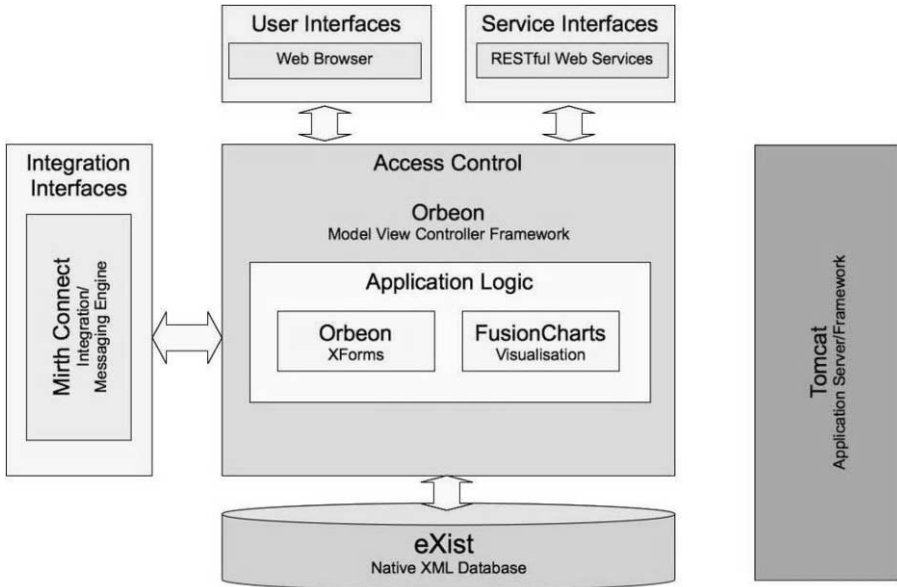 User Interfaces
Web Browser
Service Interfaces
RESTful Web Services
Integration
Interfaces
Mirth Connect
Integration/
Messaging Engine
Access Control
Orbeon
Model View Controller Framework
Application Logic
Orbeon
XForms
FusionCharts
Visualisation
Tomcat
Application Server/Framework
eXist
Native XML Database